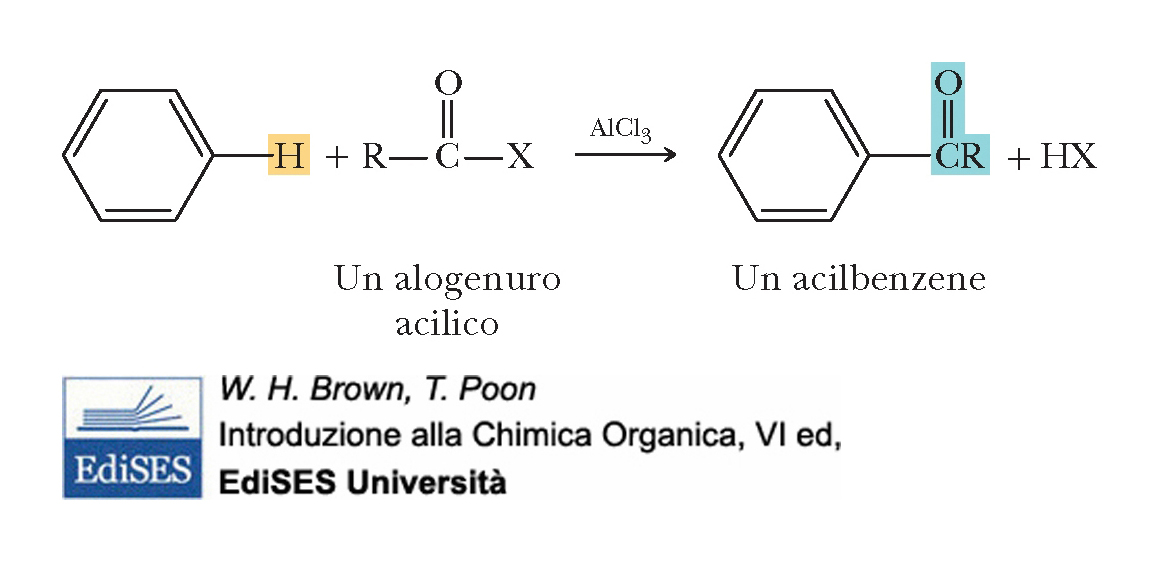 O O
AlCl3
H + R—C—X CR + HX
Un alogenuro Un acilbenzene
acilico
W. H. Brown, T. Poon
Introduzione alla Chimica Organica, VI ed,
EdiSES EdiSES Università